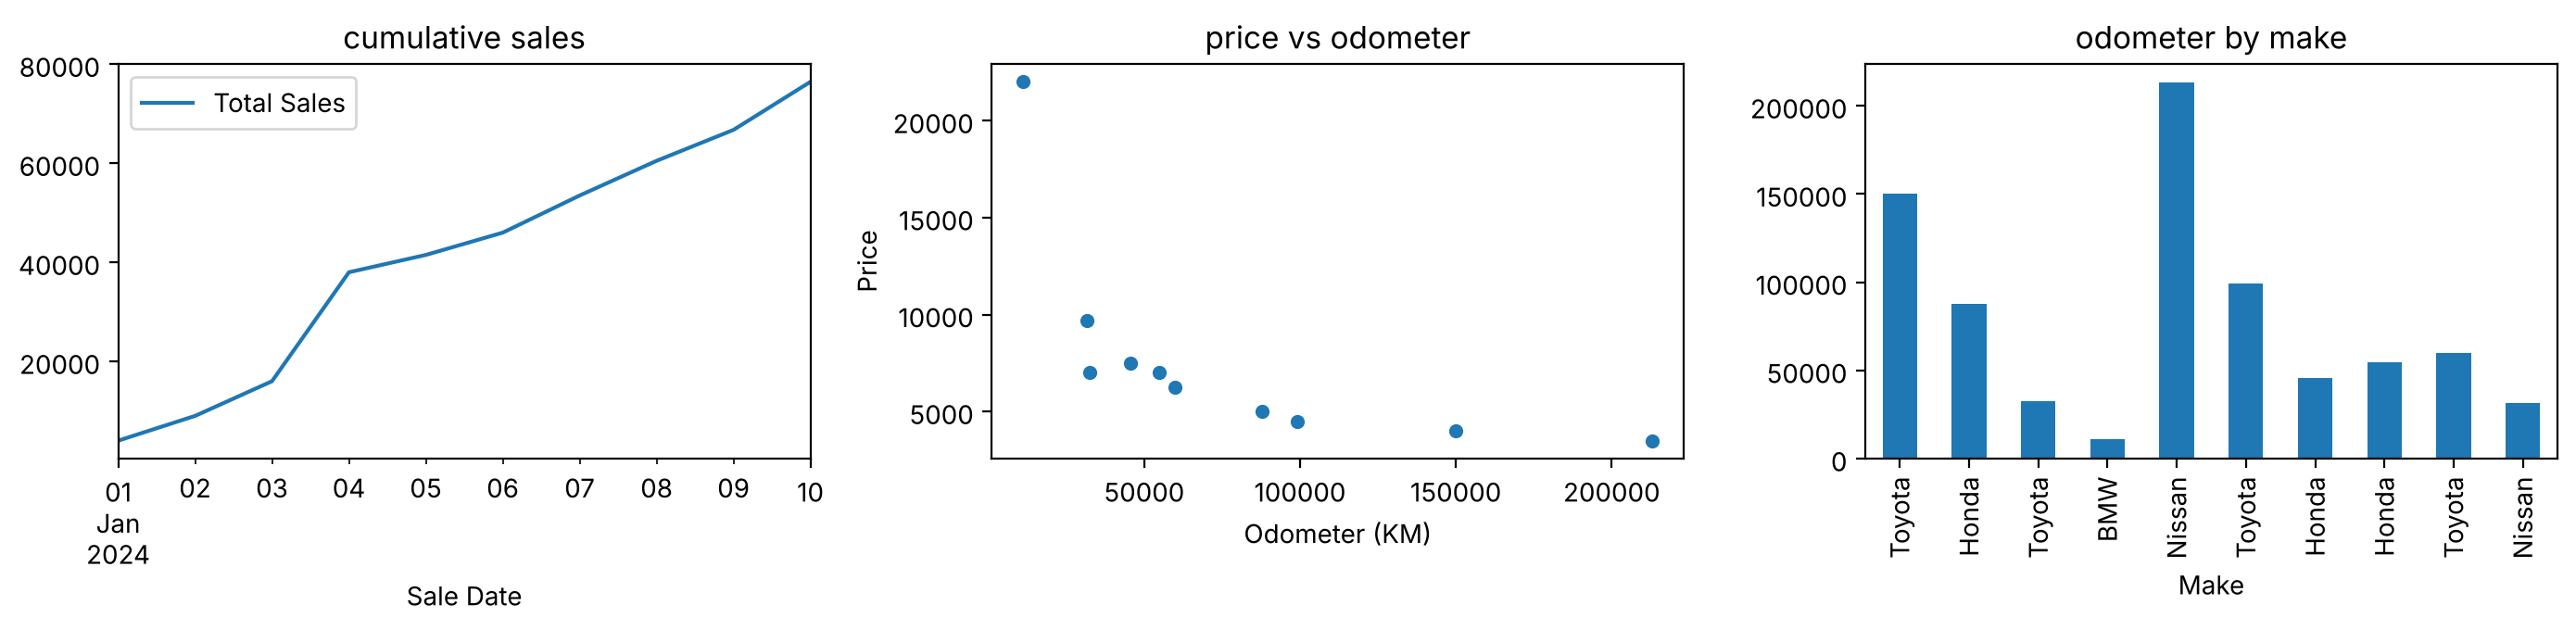 cumulative sales
80000
60000
40000
20000
Total Sales
01
Jan
2024
02
03
04
05
06
07
08
09
10
Sale Date
price vs odometer
20000
15000
10000
5000
Price
50000
100000
150000
200000
Odometer (KM)
odometer by make
200000
150000
100000
50000
0
Toyota
Honda
Toyota
BMW
Nissan
Toyota
Honda
Honda
Toyota
Nissan
Make